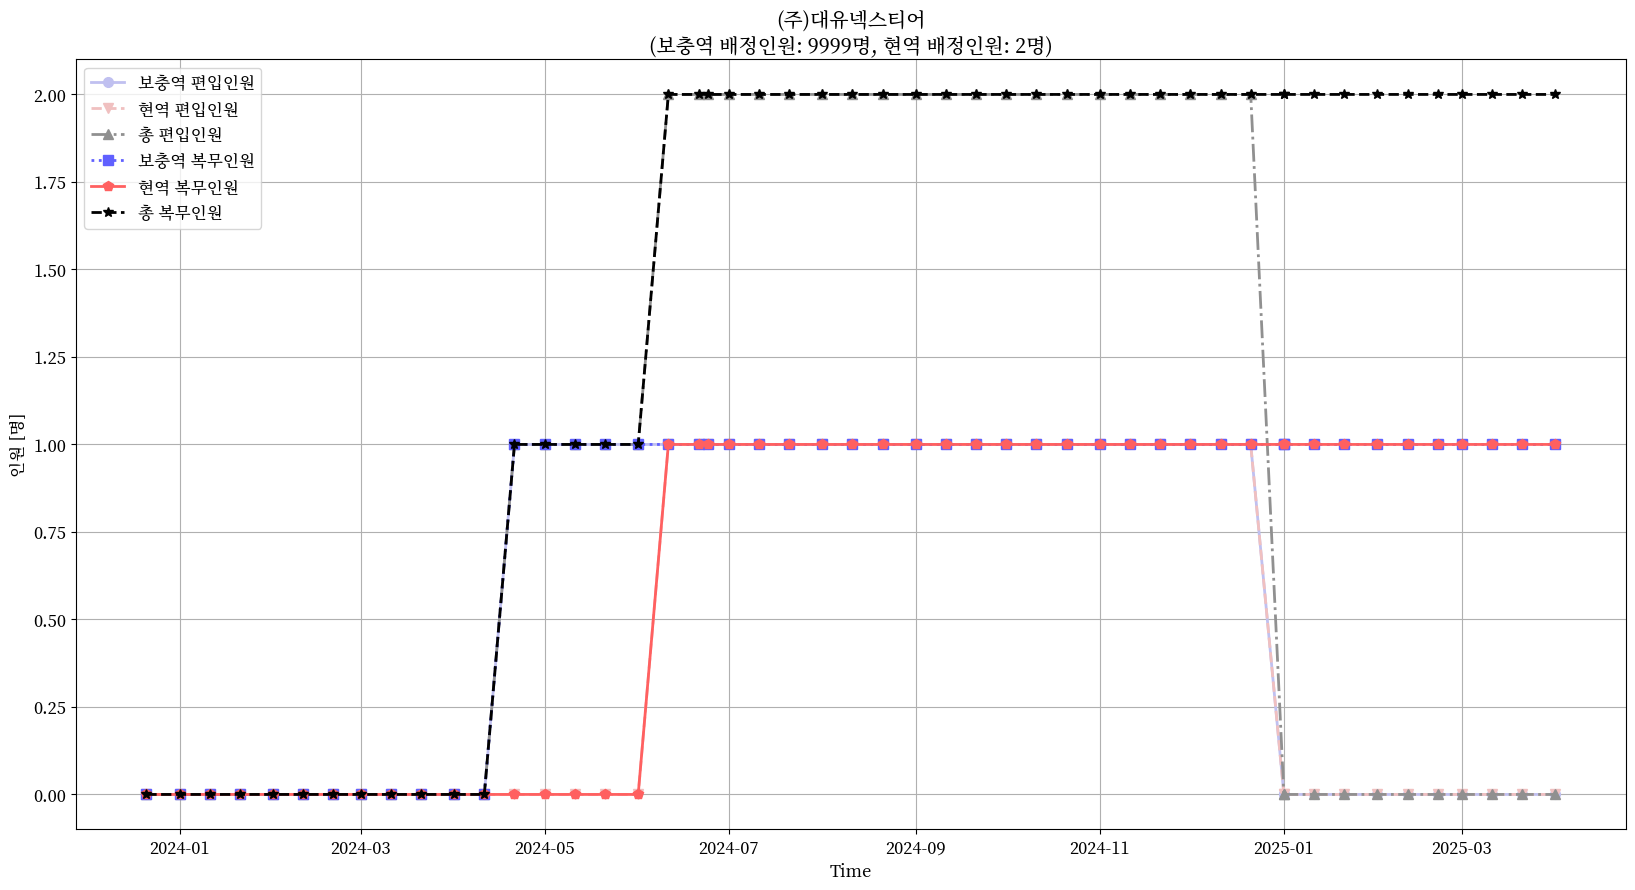 (주)대유넥스티어
(보충역 배정인원: 9999명, 현역 배정인원: 2명)
보충역 편입인원
현역 편입인원
총 편입인원
보충역 복무인원
현역 복무인원
총 복무인원
2.00
1.75
1.50
1.25
1.00
0.75
0.50
0.25
0.00
인원 [명]
2024-01 2024-03 2024-05 2024-07 2024-09 2024-11 2025-01 2025-03
Time